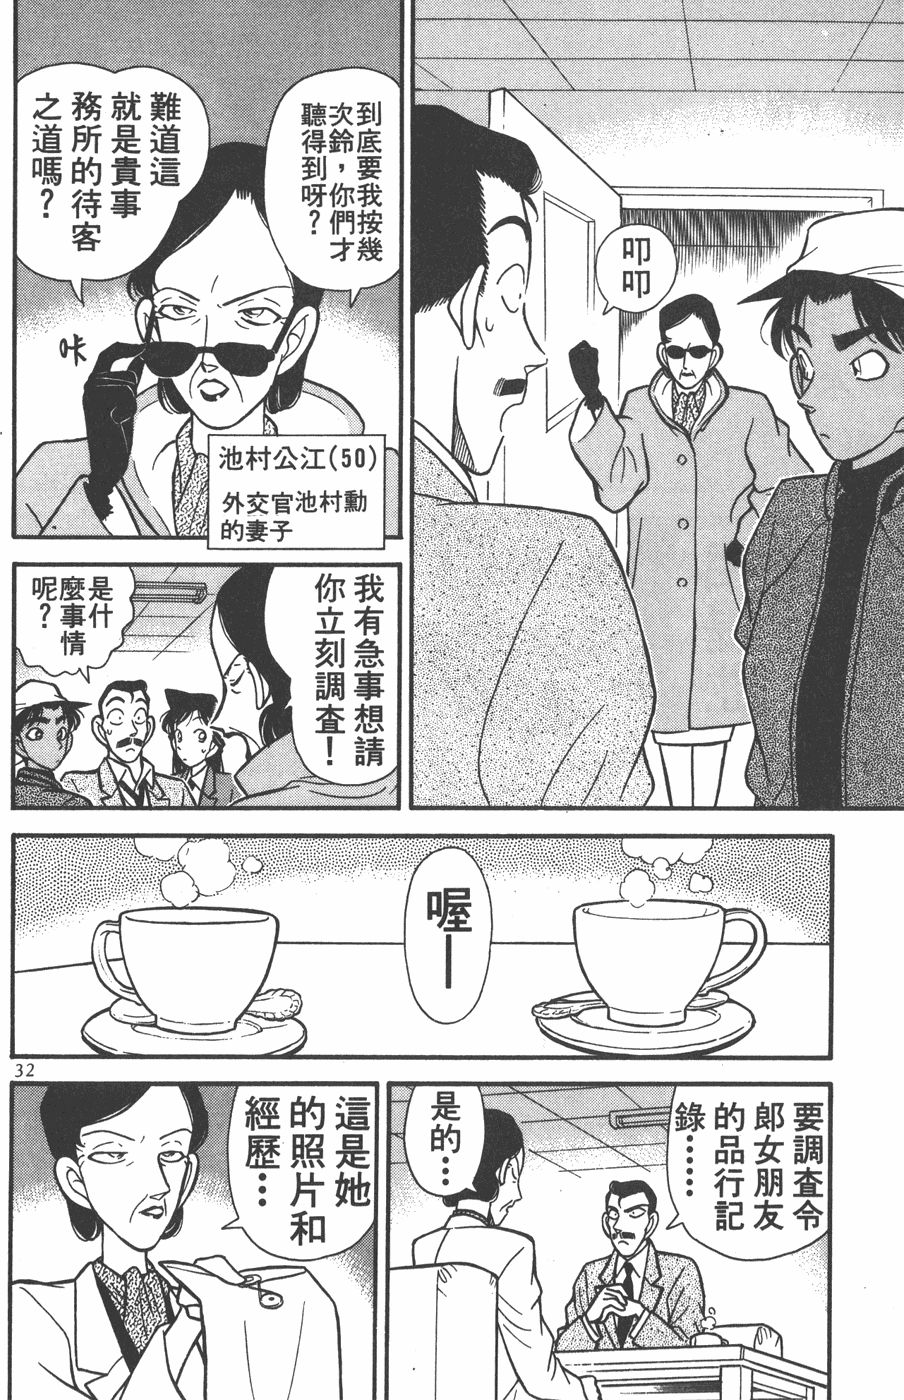 叩
叩
到底要我按幾
次鈴，你們才
聽得到呀？
難道這
就是貴事
務所的待客
之道嗎？
咔
池村公江(50)
外交官池村勳
的妻子
我有急事想請
你立刻調查！
是什
麼事情
呢？
喔—
要調查令
郎女朋友
的品行記
錄……
是的…
這是她
的照片和
經歷…
32